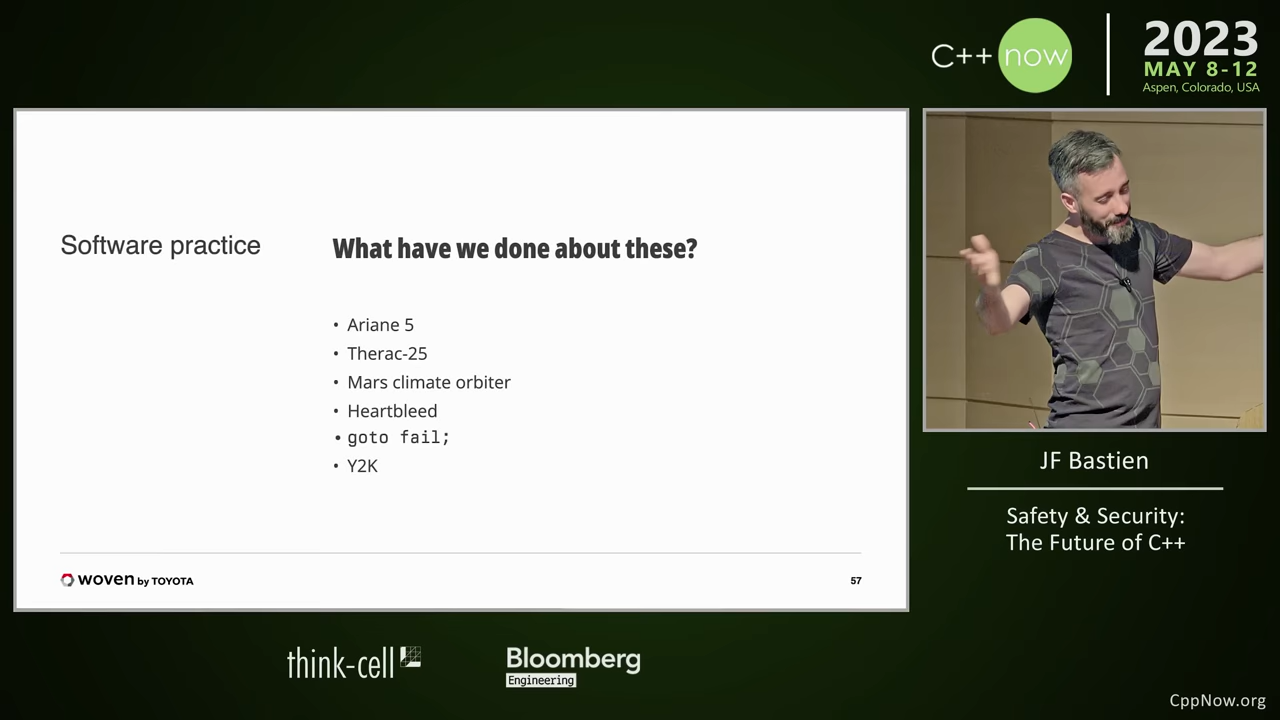 C++ now
2023
MAY 8-12
Aspen, Colorado, USA
Software practice
What have we done about these?
• Ariane 5
• Therac-25
• Mars climate orbiter
• Heartbleed
• goto fail;
• Y2K
woven by TOYOTA
57
JF Bastien
Safety & Security:
The Future of C++
think-cell
Bloomberg
Engineering
CppNow.org